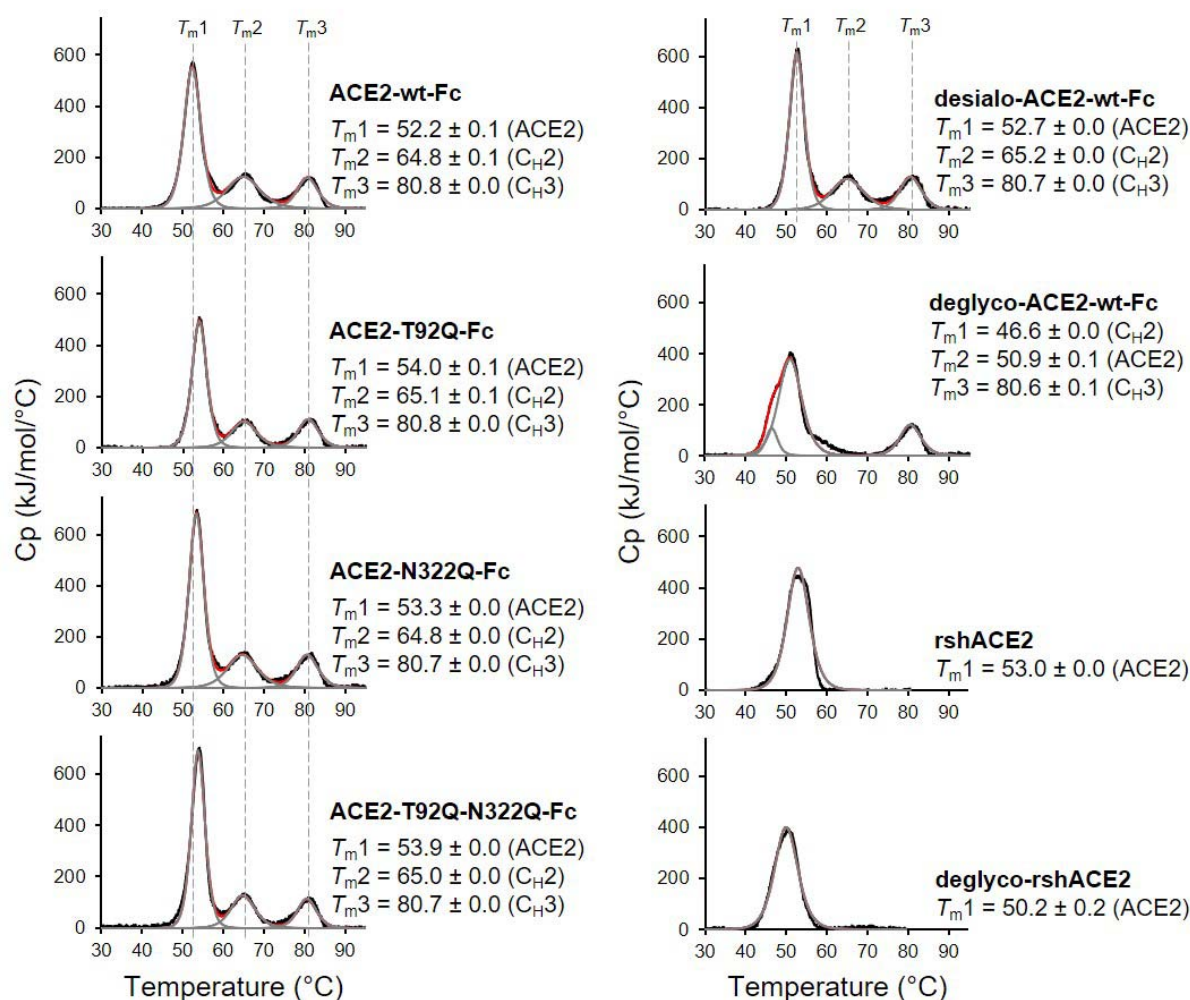 Tm1 Tm2 Tm3
600
400
200
0
30 40 50 60 70 80 90
ACE2-wt-Fc
Tm1 = 52.2 ± 0.1 (ACE2)
Tm2 = 64.8 ± 0.1 (CH2)
Tm3 = 80.8 ± 0.0 (CH3)
600
400
200
0
30 40 50 60 70 80 90
ACE2-T92Q-Fc
Tm1 = 54.0 ± 0.1 (ACE2)
Tm2 = 65.1 ± 0.1 (CH2)
Tm3 = 80.8 ± 0.0 (CH3)
Cp (kJ/mol/°C)
600
400
200
0
30 40 50 60 70 80 90
ACE2-N322Q-Fc
Tm1 = 53.3 ± 0.0 (ACE2)
Tm2 = 64.8 ± 0.0 (CH2)
Tm3 = 80.7 ± 0.0 (CH3)
600
400
200
0
30 40 50 60 70 80 90
ACE2-T92Q-N322Q-Fc
Tm1 = 53.9 ± 0.0 (ACE2)
Tm2 = 65.0 ± 0.0 (CH2)
Tm3 = 80.7 ± 0.0 (CH3)
Temperature (°C)
Tm1 Tm2 Tm3
600
400
200
0
30 40 50 60 70 80 90
desialo-ACE2-wt-Fc
Tm1 = 52.7 ± 0.0 (ACE2)
Tm2 = 65.2 ± 0.0 (CH2)
Tm3 = 80.7 ± 0.0 (CH3)
600
400
200
0
30 40 50 60 70 80 90
deglyco-ACE2-wt-Fc
Tm1 = 46.6 ± 0.0 (CH2)
Tm2 = 50.9 ± 0.1 (ACE2)
Tm3 = 80.6 ± 0.1 (CH3)
Cp (kJ/mol/°C)
600
400
200
0
30 40 50 60 70 80 90
rshACE2
Tm1 = 53.0 ± 0.0 (ACE2)
600
400
200
0
30 40 50 60 70 80 90
deglyco-rshACE2
Tm1 = 50.2 ± 0.2 (ACE2)
Temperature (°C)